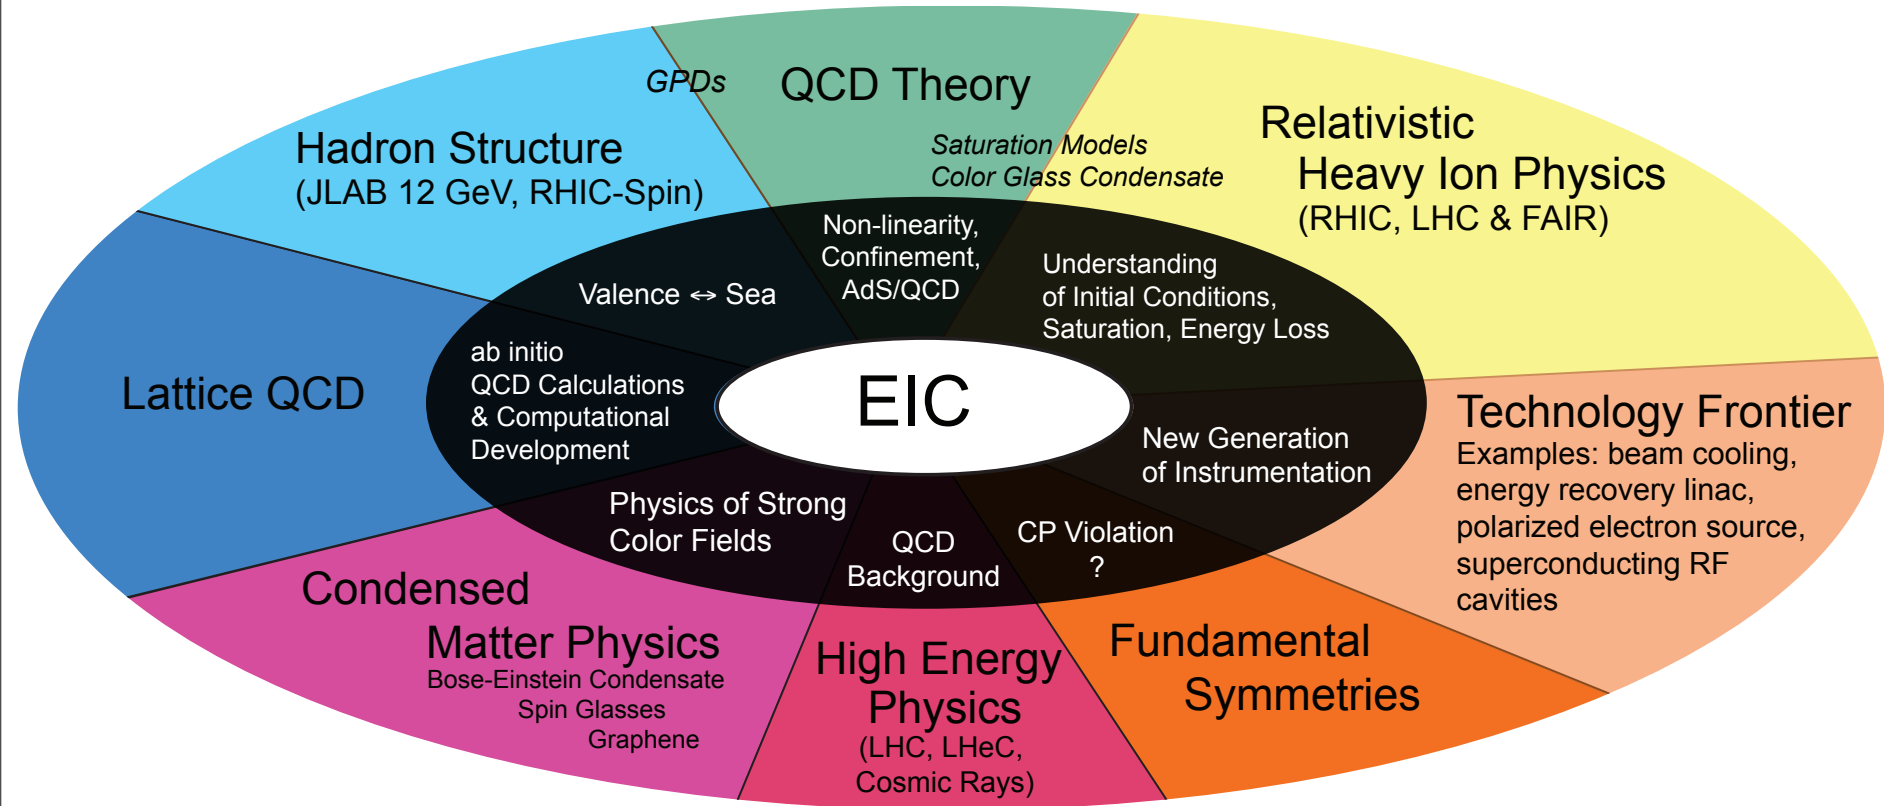 GPDs
QCD Theory
Saturation Models
Color Glass Condensate
Hadron Structure
(JLAB 12 GeV, RHIC-Spin)
Relativistic
Heavy Ion Physics
(RHIC, LHC & FAIR)
Non-linearity,
Confinement,
AdS/QCD
Valence ↔ Sea
Understanding
of Initial Conditions,
Saturation, Energy Loss
Lattice QCD
ab initio
QCD Calculations
& Computational
Development
EIC
New Generation
of Instrumentation
Technology Frontier
Examples: beam cooling,
energy recovery linac,
polarized electron source,
superconducting RF
cavities
Physics of Strong
Color Fields
QCD
Background
CP Violation
?
Condensed
Matter Physics
Bose-Einstein Condensate
Spin Glasses
Graphene
High Energy
Physics
(LHC, LHeC,
Cosmic Rays)
Fundamental
Symmetries